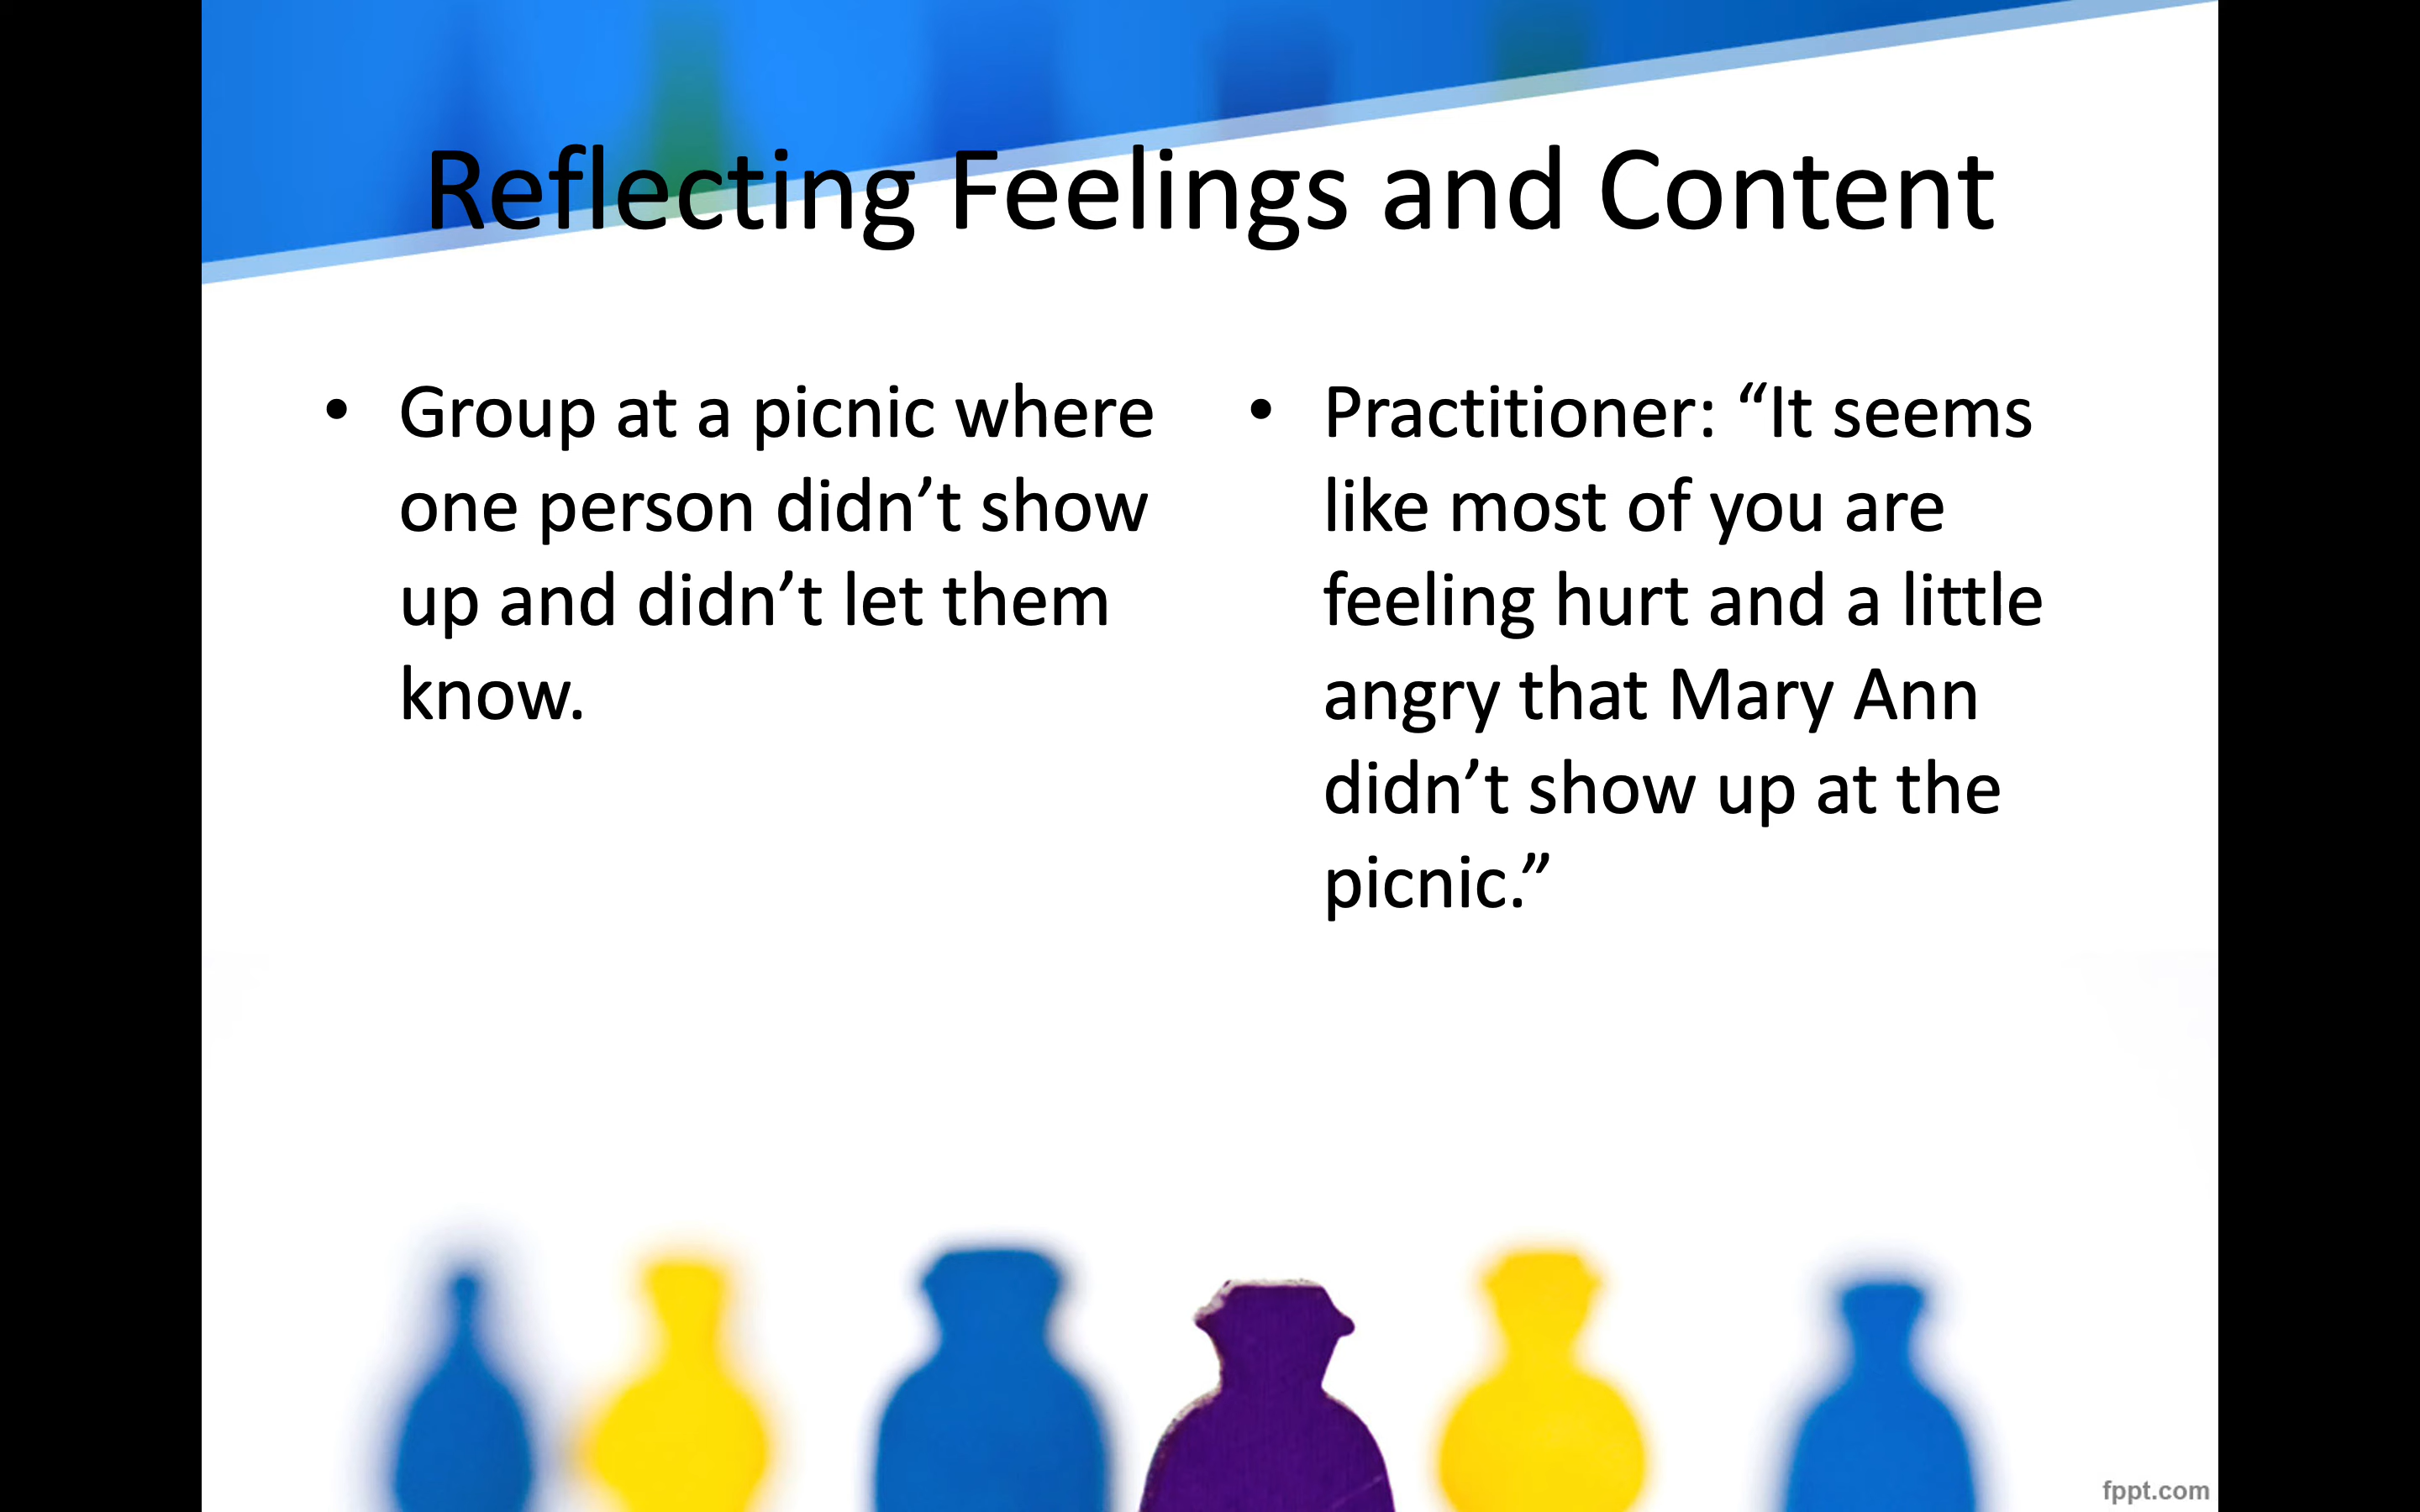 Reflecting Feelings and Content
• Group at a picnic where
one person didn’t show
up and didn’t let them
know.
• Practitioner: “It seems
like most of you are
feeling hurt and a little
angry that Mary Ann
didn’t show up at the
picnic.”
fppt.com